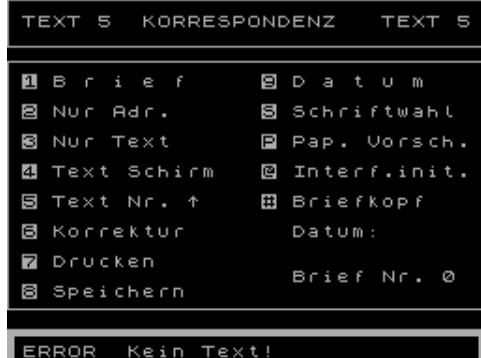 TEXT 5 KORRESPONDENZ TEXT 5
1 Brief
2 Nur Adr.
3 Nur Text
4 Text Schirm
5 Text Nr. ↑
6 Korrektur
7 Drucken
8 Speichern
9 Datum
S Schriftwahl
P Pap. Vorsch.
@ Interf.init.
# Briefkopf
Datum:
Brief Nr. 0
ERROR Kein Text!